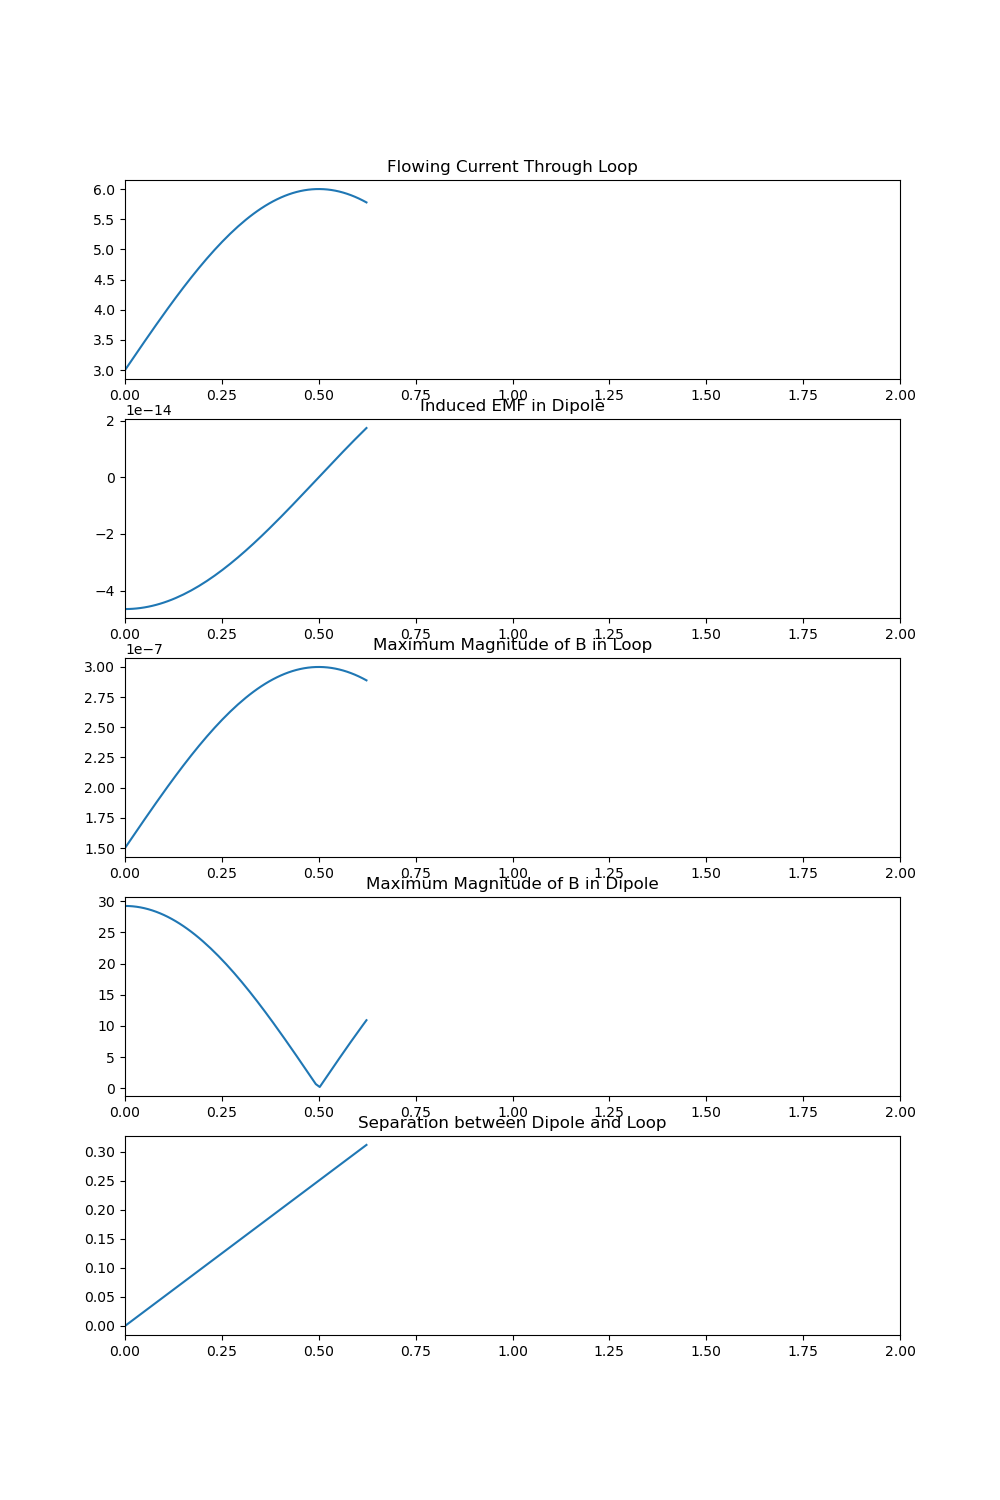 Flowing Current Through Loop
6.0
5.5
5.0
4.5
4.0
3.5
3.0
0.00 0.25 0.50 0.75 1.00 1.25 1.50 1.75 2.00
Induced EMF in Dipole
1e−14
2
0
−2
−4
0.00 0.25 0.50 0.75 1.00 1.25 1.50 1.75 2.00
Maximum Magnitude of B in Loop
1e−7
3.00
2.75
2.50
2.25
2.00
1.75
1.50
0.00 0.25 0.50 0.75 1.00 1.25 1.50 1.75 2.00
Maximum Magnitude of B in Dipole
30
25
20
15
10
5
0
0.00 0.25 0.50 0.75 1.00 1.25 1.50 1.75 2.00
Separation between Dipole and Loop
0.30
0.25
0.20
0.15
0.10
0.05
0.00
0.00 0.25 0.50 0.75 1.00 1.25 1.50 1.75 2.00